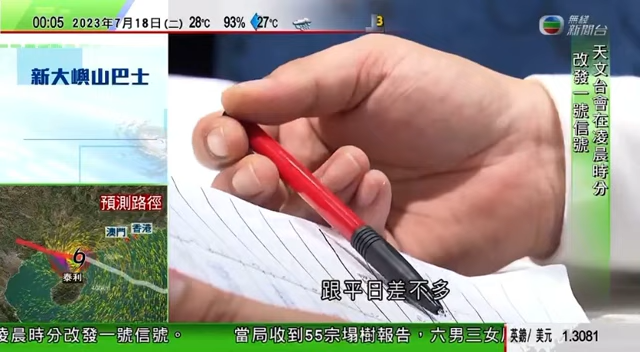 00:05 2023年7月18日(二) 28℃ 93% 27℃
3
無綫新聞台
新大嶼山巴士
天文台會在凌晨時分
改發一號信號
預測路徑
澳門
香港
6
泰利
跟平日差不多
凌晨時分改發一號信號。 當局收到55宗塌樹報告，六男三女
英鎊/美元 1.3081